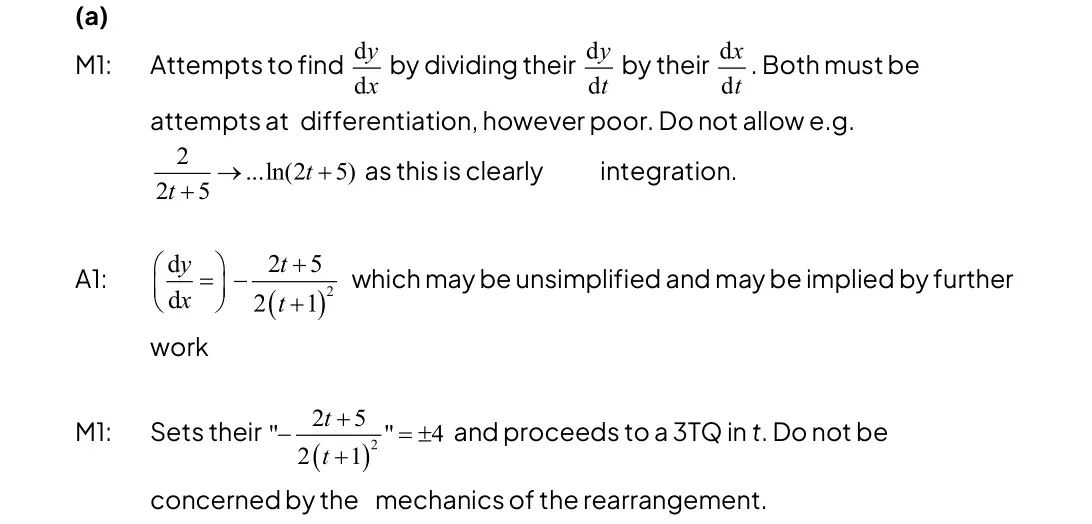 (a)
M1: Attempts to find dy/dx by dividing their dy/dt by their dx/dt. Both must be
attempts at differentiation, however poor. Do not allow e.g.
2/(2t+5) → ...ln(2t+5) as this is clearly integration.
A1: (dy/dx =) −(2t+5)/(2(t+1)²) which may be unsimplified and may be implied by further
work
M1: Sets their "−(2t+5)/(2(t+1)²)" = ±4 and proceeds to a 3TQ in t. Do not be
concerned by the mechanics of the rearrangement.